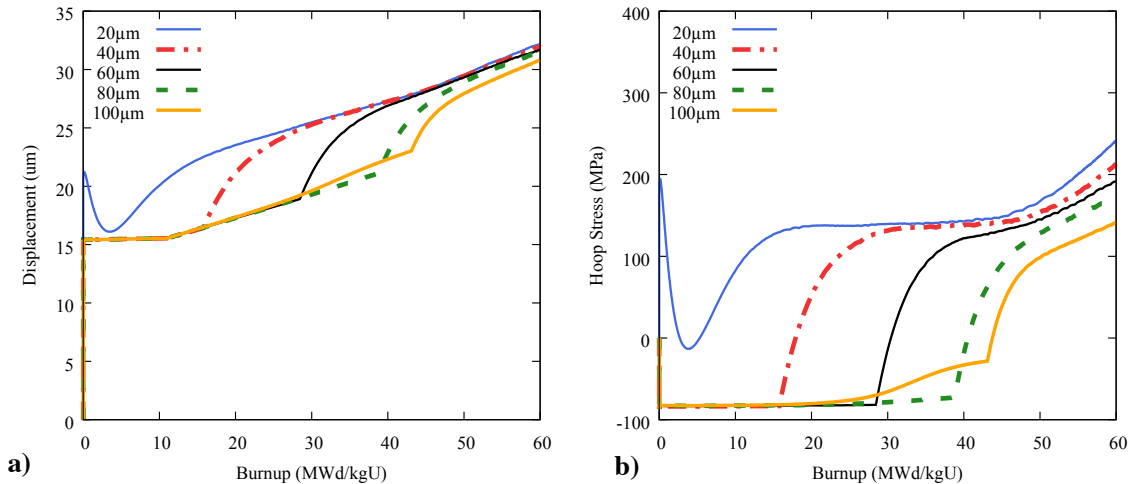 35
30
25
20
15
10
5
0
0
10
20
30
40
50
60
Displacement (um)
Burnup (MWd/kgU)
20µm
40µm
60µm
80µm
100µm
a)
400
300
200
100
0
-100
0
10
20
30
40
50
60
Hoop Stress (MPa)
Burnup (MWd/kgU)
20µm
40µm
60µm
80µm
100µm
b)